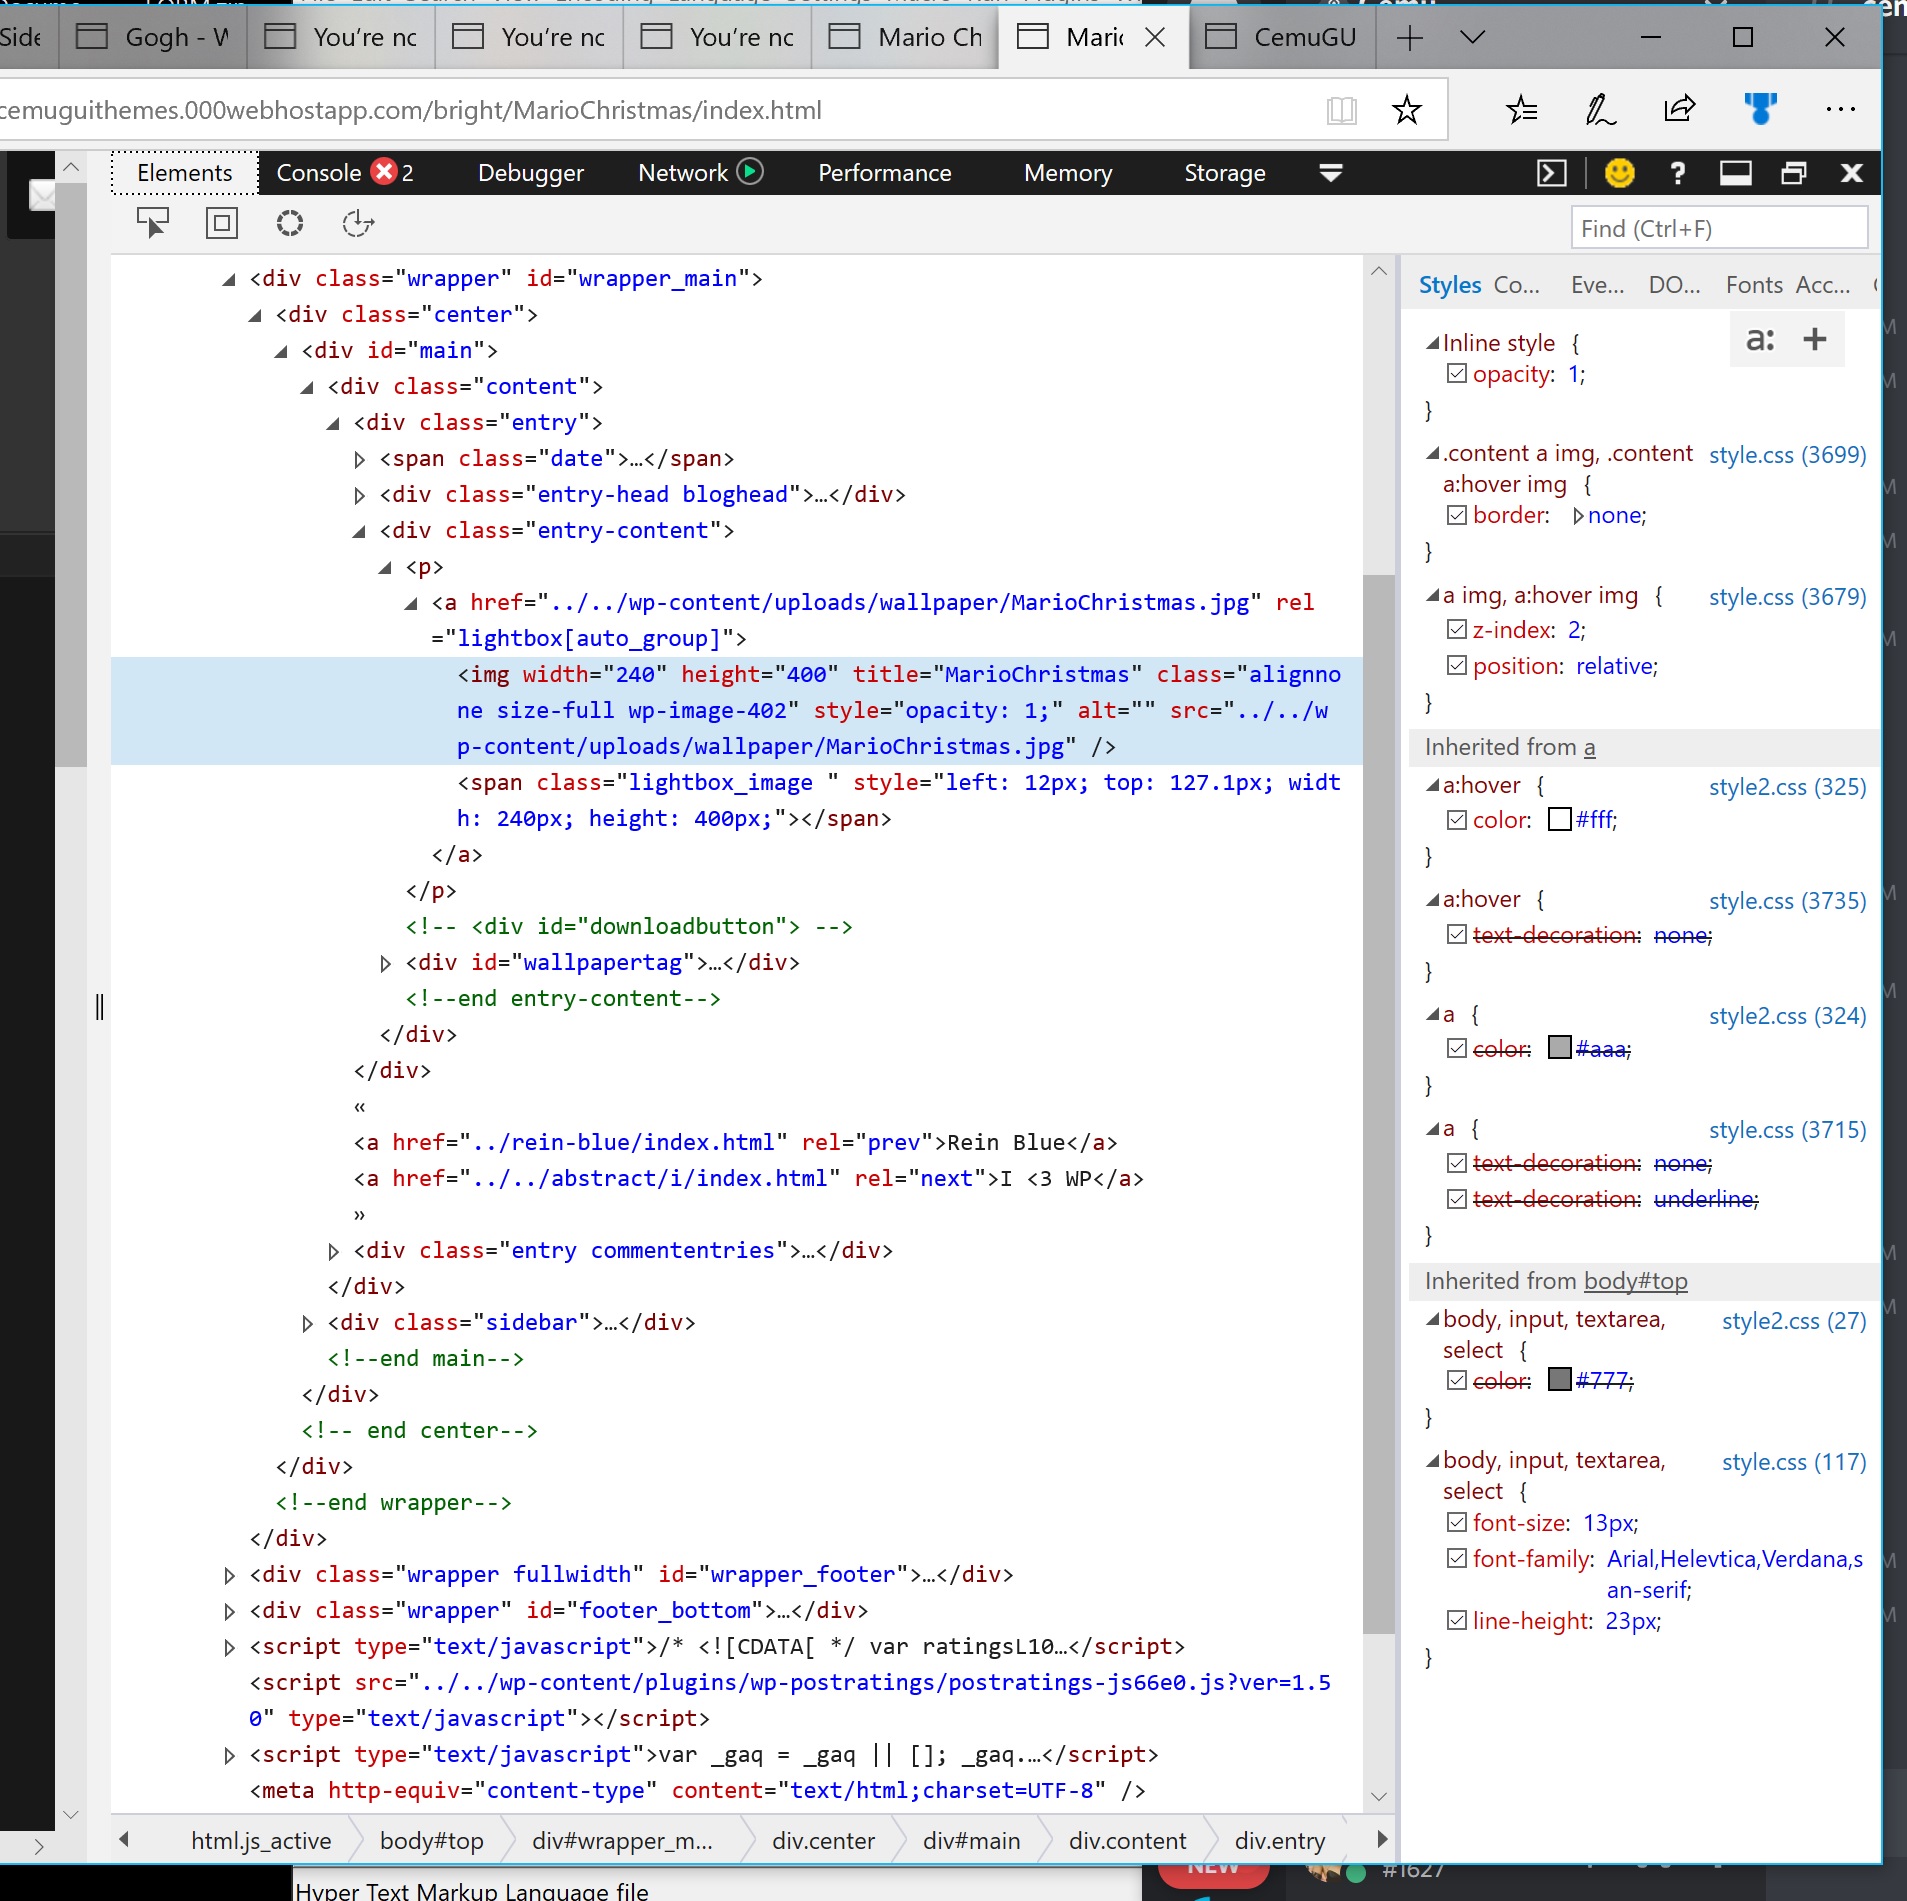 Side
Gogh - W
You're nc
You're nc
You're nc
Mario Ch
Mario
CemuGU
cemuguithemes.000webhostapp.com/bright/MarioChristmas/index.html
Elements
Console 2
Debugger
Network
Performance
Memory
Storage
?
Find (Ctrl+F)
<div class="wrapper" id="wrapper_main">
<div class="center">
<div id="main">
<div class="content">
<div class="entry">
<span class="date">…</span>
<div class="entry-head bloghead">…</div>
<div class="entry-content">
<p>
<a href="../../wp-content/uploads/wallpaper/MarioChristmas.jpg" rel
="lightbox[auto_group]">
<img width="240" height="400" title="MarioChristmas" class="alignno
ne size-full wp-image-402" style="opacity: 1;" alt="" src="../../w
p-content/uploads/wallpaper/MarioChristmas.jpg" />
<span class="lightbox_image " style="left: 12px; top: 127.1px; widt
h: 240px; height: 400px;"></span>
</a>
</p>
<!-- <div id="downloadbutton"> -->
<div id="wallpapertag">…</div>
<!--end entry-content-->
</div>
</div>
«
<a href="../rein-blue/index.html" rel="prev">Rein Blue</a>
<a href="../../abstract/i/index.html" rel="next">I <3 WP</a>
»
<div class="entry commententries">…</div>
</div>
<div class="sidebar">…</div>
<!--end main-->
</div>
<!-- end center-->
</div>
<!--end wrapper-->
</div>
<div class="wrapper fullwidth" id="wrapper_footer">…</div>
<div class="wrapper" id="footer_bottom">…</div>
<script type="text/javascript">/* <![CDATA[ */ var ratingsL10…</script>
<script src="../../wp-content/plugins/wp-postratings/postratings-js66e0.js?ver=1.5
0" type="text/javascript"></script>
<script type="text/javascript">var _gaq = _gaq || []; _gaq.…</script>
<meta http-equiv="content-type" content="text/html;charset=UTF-8" />
html.js_active
body#top
div#wrapper_m...
div.center
div#main
div.content
div.entry
Styles Co... Eve... DO... Fonts Acc...
a: +
Inline style {
opacity: 1;
}
.content a img, .content style.css (3699)
a:hover img {
border: none;
}
a img, a:hover img { style.css (3679)
z-index: 2;
position: relative;
}
Inherited from a
a:hover { style2.css (325)
color: #fff;
}
a:hover { style.css (3735)
text-decoration: none;
}
a { style2.css (324)
color: #aaa;
}
a { style.css (3715)
text-decoration: none;
text-decoration: underline;
}
Inherited from body#top
body, input, textarea, style2.css (27)
select {
color: #777;
}
body, input, textarea, style.css (117)
select {
font-size: 13px;
font-family: Arial,Helevtica,Verdana,s
an-serif;
line-height: 23px;
}
NEW
#1627
Hyper Text Markup Language file